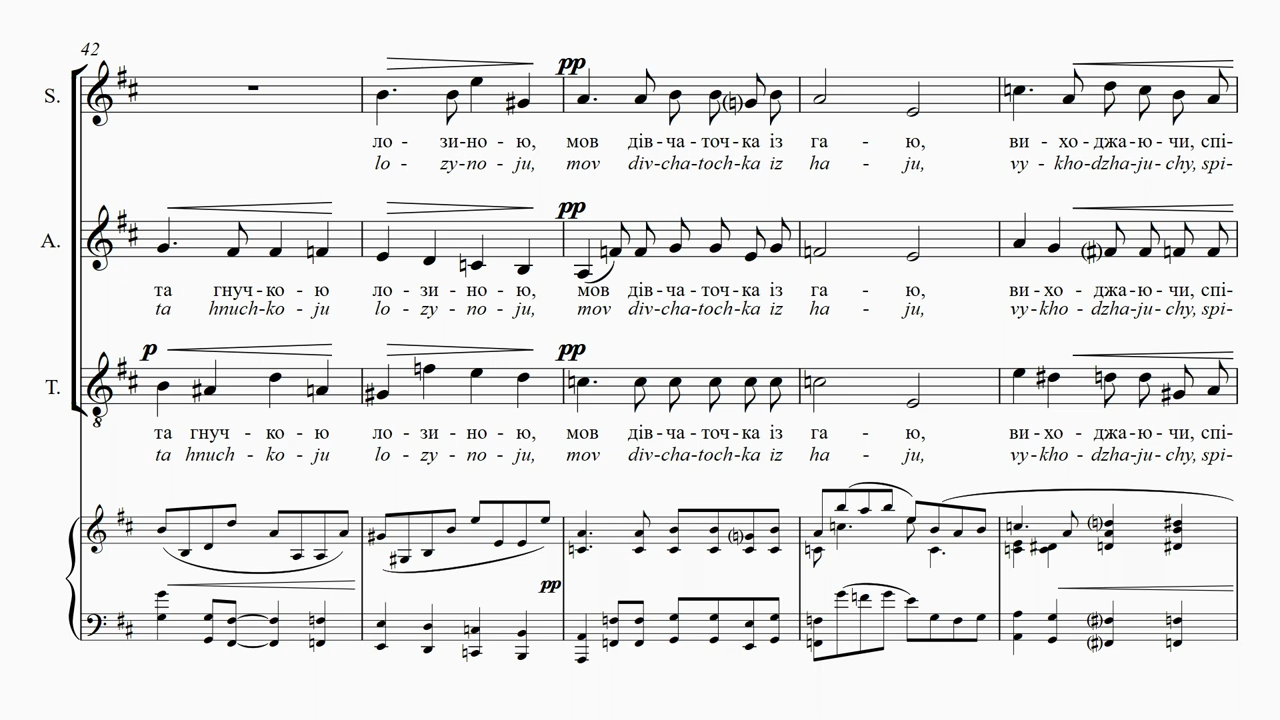 42
pp
S.
ло - зи-но - ю, мов дів-ча-точ-ка із га - ю, ви - хо-джа-ю-чи, спі-
lo - zy-no - ju, mov div-cha-toch-ka iz ha - ju, vy - kho-dzha-ju-chy, spi-
pp
A.
та гнуч-ко - ю ло - зи - но - ю, мов дів-ча-точ-ка із га - ю, ви-хо - джа-ю-чи, спі-
ta hnuch-ko - ju lo - zy - no - ju, mov div-cha-toch-ka iz ha - ju, vy-kho - dzha-ju-chy, spi-
p pp
T.
та гнуч - ко - ю ло - зи - но - ю, мов дів-ча-точ-ка із га - ю, ви-хо - джа-ю-чи, спі-
ta hnuch - ko - ju lo - zy - no - ju, mov div-cha-toch-ka iz ha - ju, vy-kho - dzha-ju-chy, spi-
pp